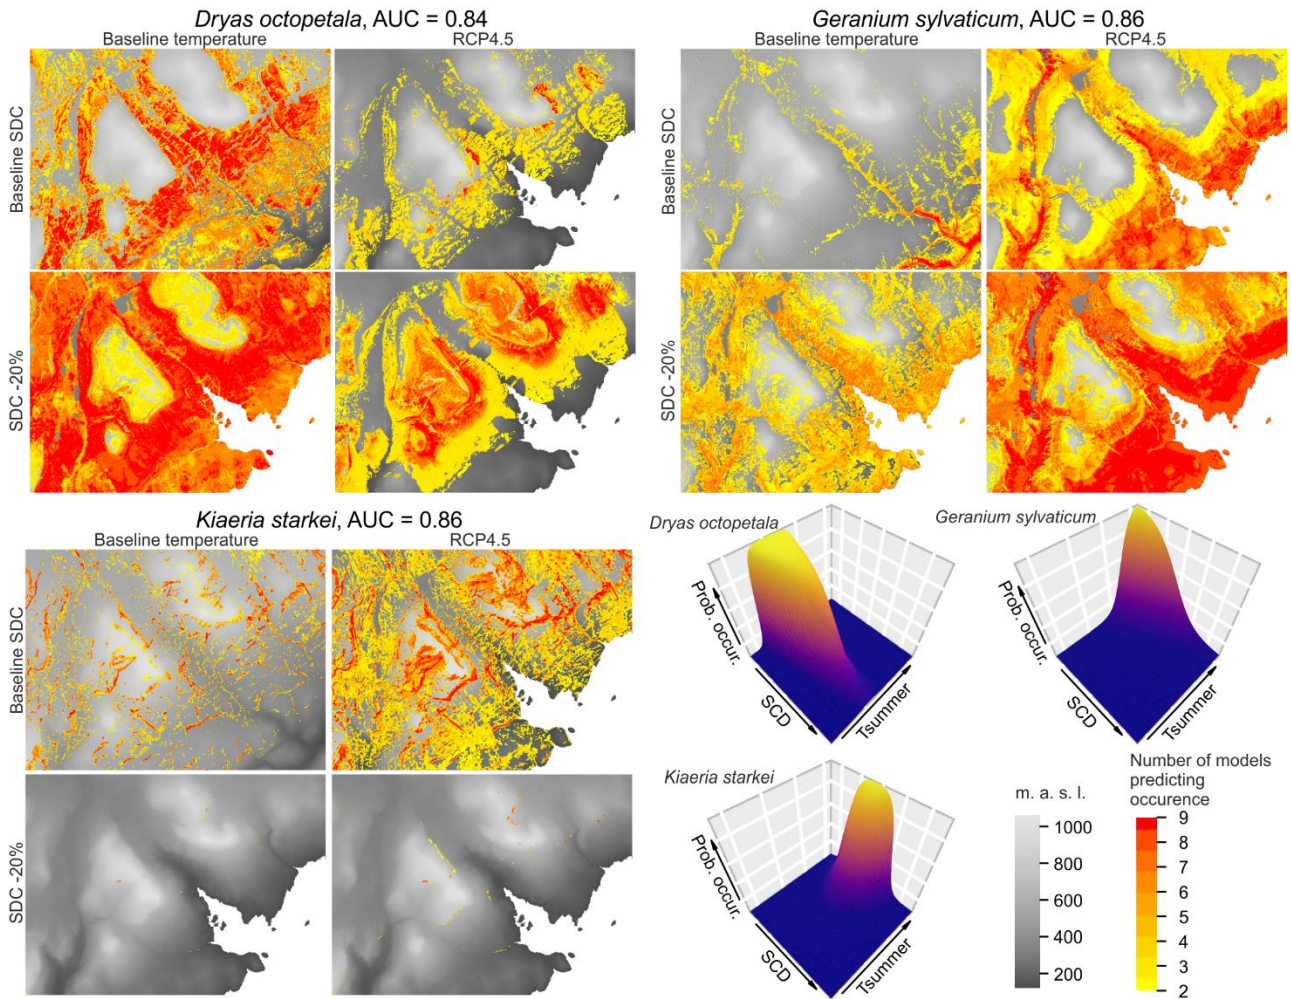 Dryas octopetala, AUC = 0.84
Baseline temperature
RCP4.5
Baseline SDC
SDC -20%
Geranium sylvaticum, AUC = 0.86
Baseline temperature
RCP4.5
Baseline SDC
SDC -20%
Kiaeria starkei, AUC = 0.86
Baseline temperature
RCP4.5
Baseline SDC
SDC -20%
Dryas octopetala
Prob. occur.
SCD
Tsummer
Geranium sylvaticum
Prob. occur.
SCD
Tsummer
Kiaeria starkei
Prob. occur.
SCD
Tsummer
m. a. s. l.
1000
800
600
400
200
Number of models
predicting
occurence
9
8
7
6
5
4
3
2